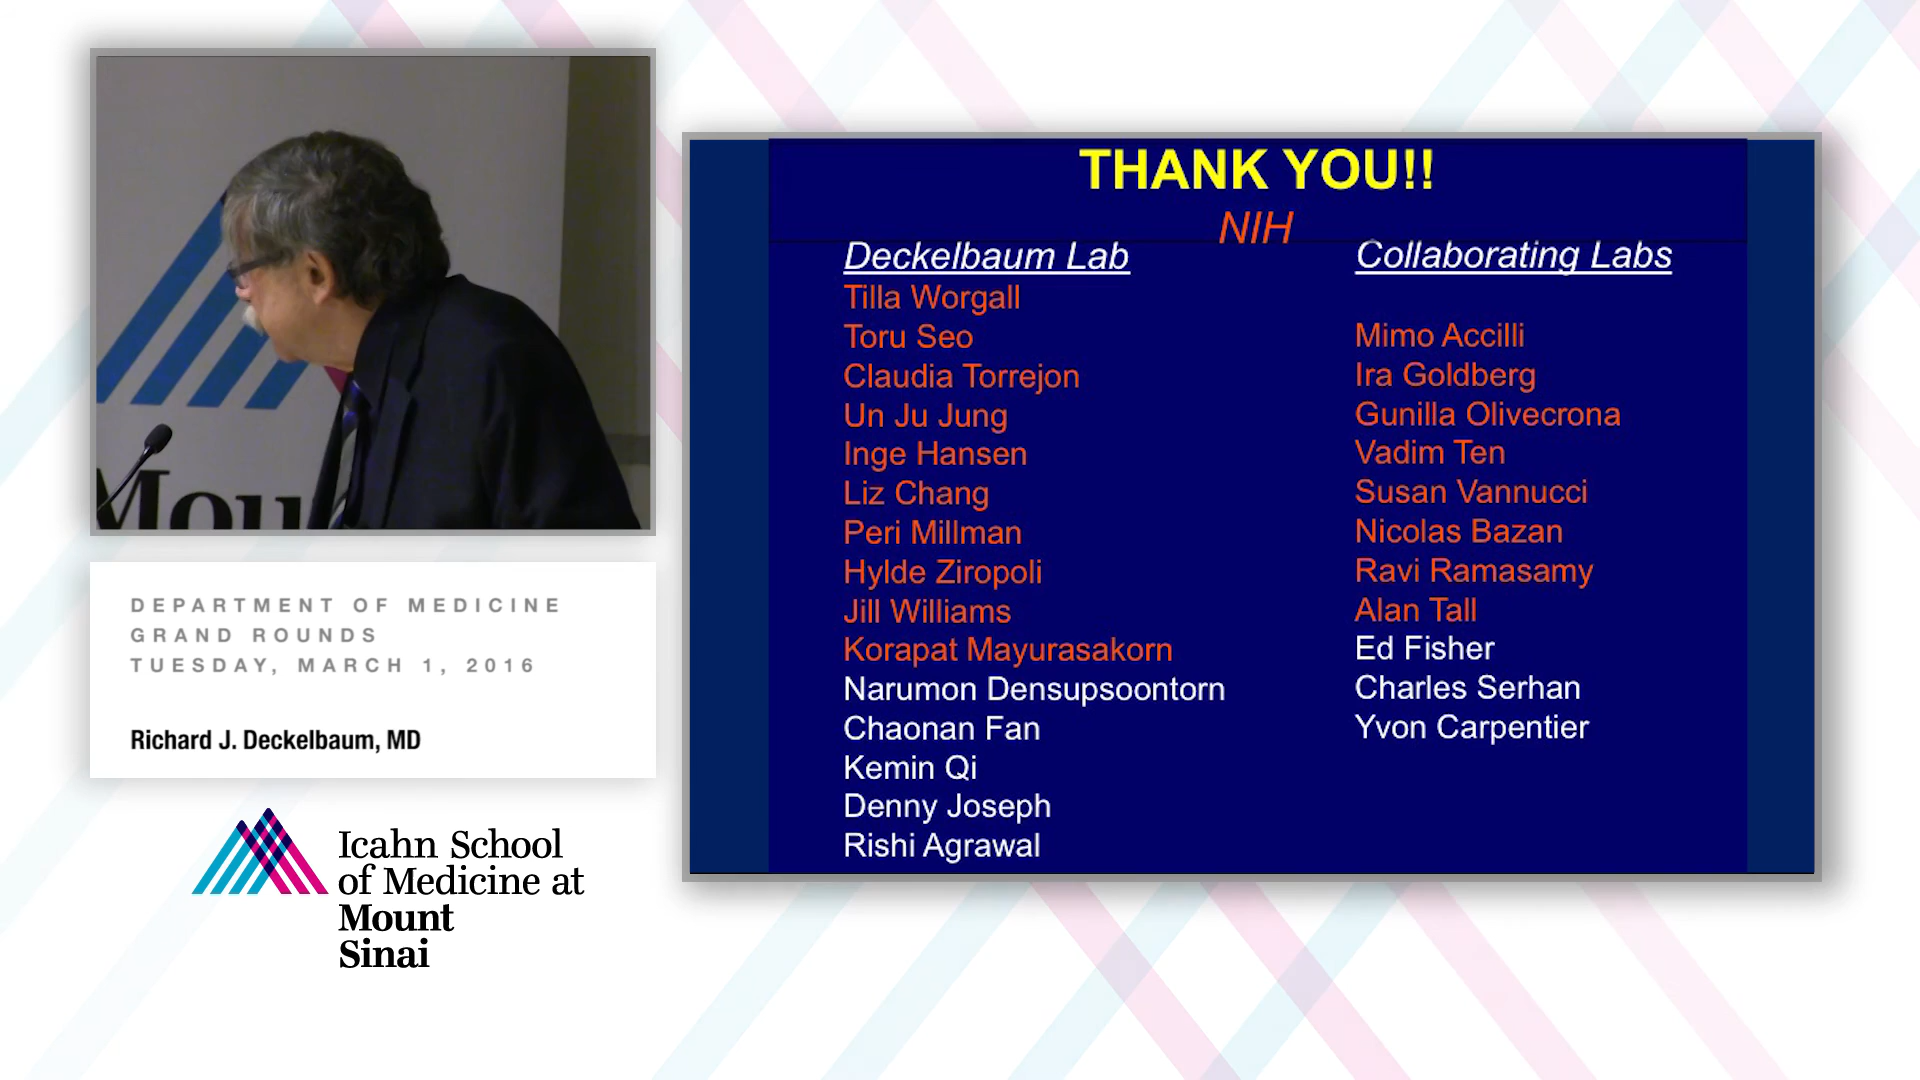 Mou
DEPARTMENT OF MEDICINE
GRAND ROUNDS
TUESDAY, MARCH 1, 2016
Richard J. Deckelbaum, MD
Icahn School
of Medicine at
Mount
Sinai
THANK YOU!!
NIH
Deckelbaum Lab
Tilla Worgall
Toru Seo
Claudia Torrejon
Un Ju Jung
Inge Hansen
Liz Chang
Peri Millman
Hylde Ziropoli
Jill Williams
Korapat Mayurasakorn
Narumon Densupsoontorn
Chaonan Fan
Kemin Qi
Denny Joseph
Rishi Agrawal
Collaborating Labs
Mimo Accilli
Ira Goldberg
Gunilla Olivecrona
Vadim Ten
Susan Vannucci
Nicolas Bazan
Ravi Ramasamy
Alan Tall
Ed Fisher
Charles Serhan
Yvon Carpentier